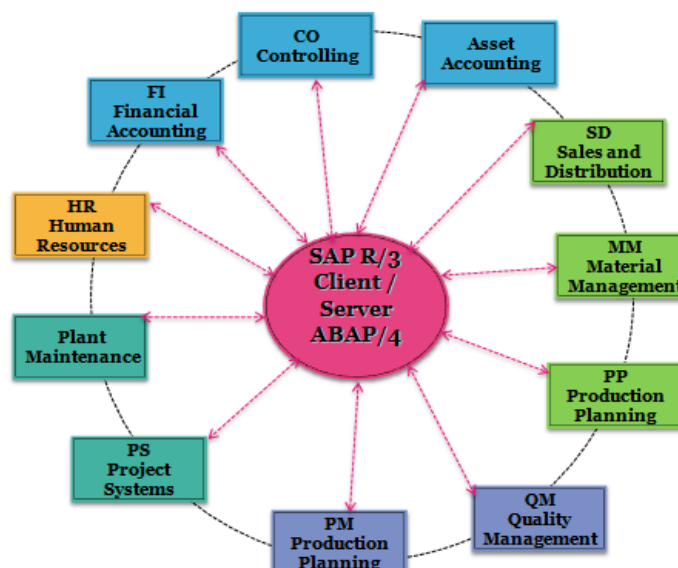 CO
Controlling
Asset
Accounting
FI
Financial
Accounting
SD
Sales and
Distribution
HR
Human
Resources
SAP R/3
Client /
Server
ABAP/4
MM
Material
Management
Plant
Maintenance
PP
Production
Planning
PS
Project
Systems
QM
Quality
Management
PM
Production
Planning